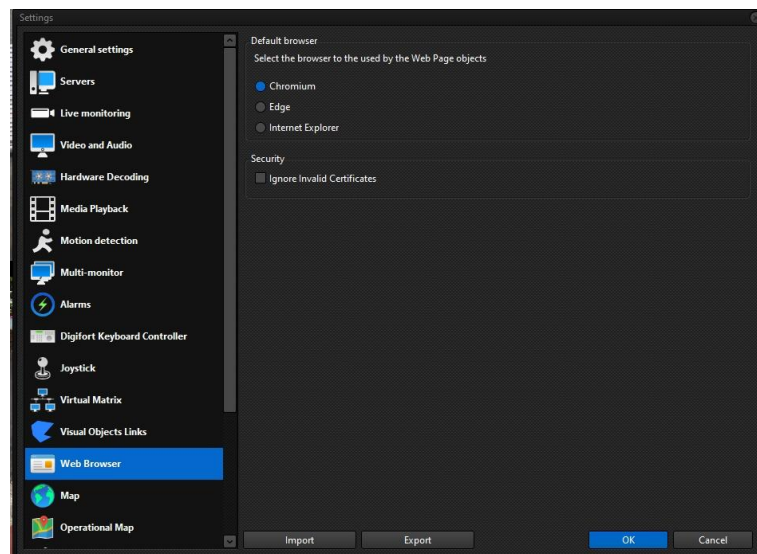 Settings
General settings
Servers
Live monitoring
Video and Audio
Hardware Decoding
Media Playback
Motion detection
Multi-monitor
Alarms
Digifort Keyboard Controller
Joystick
Virtual Matrix
Visual Objects Links
Web Browser
Map
Operational Map
Default browser
Select the browser to the used by the Web Page objects
Chromium
Edge
Internet Explorer
Security
Ignore Invalid Certificates
Import
Export
OK
Cancel